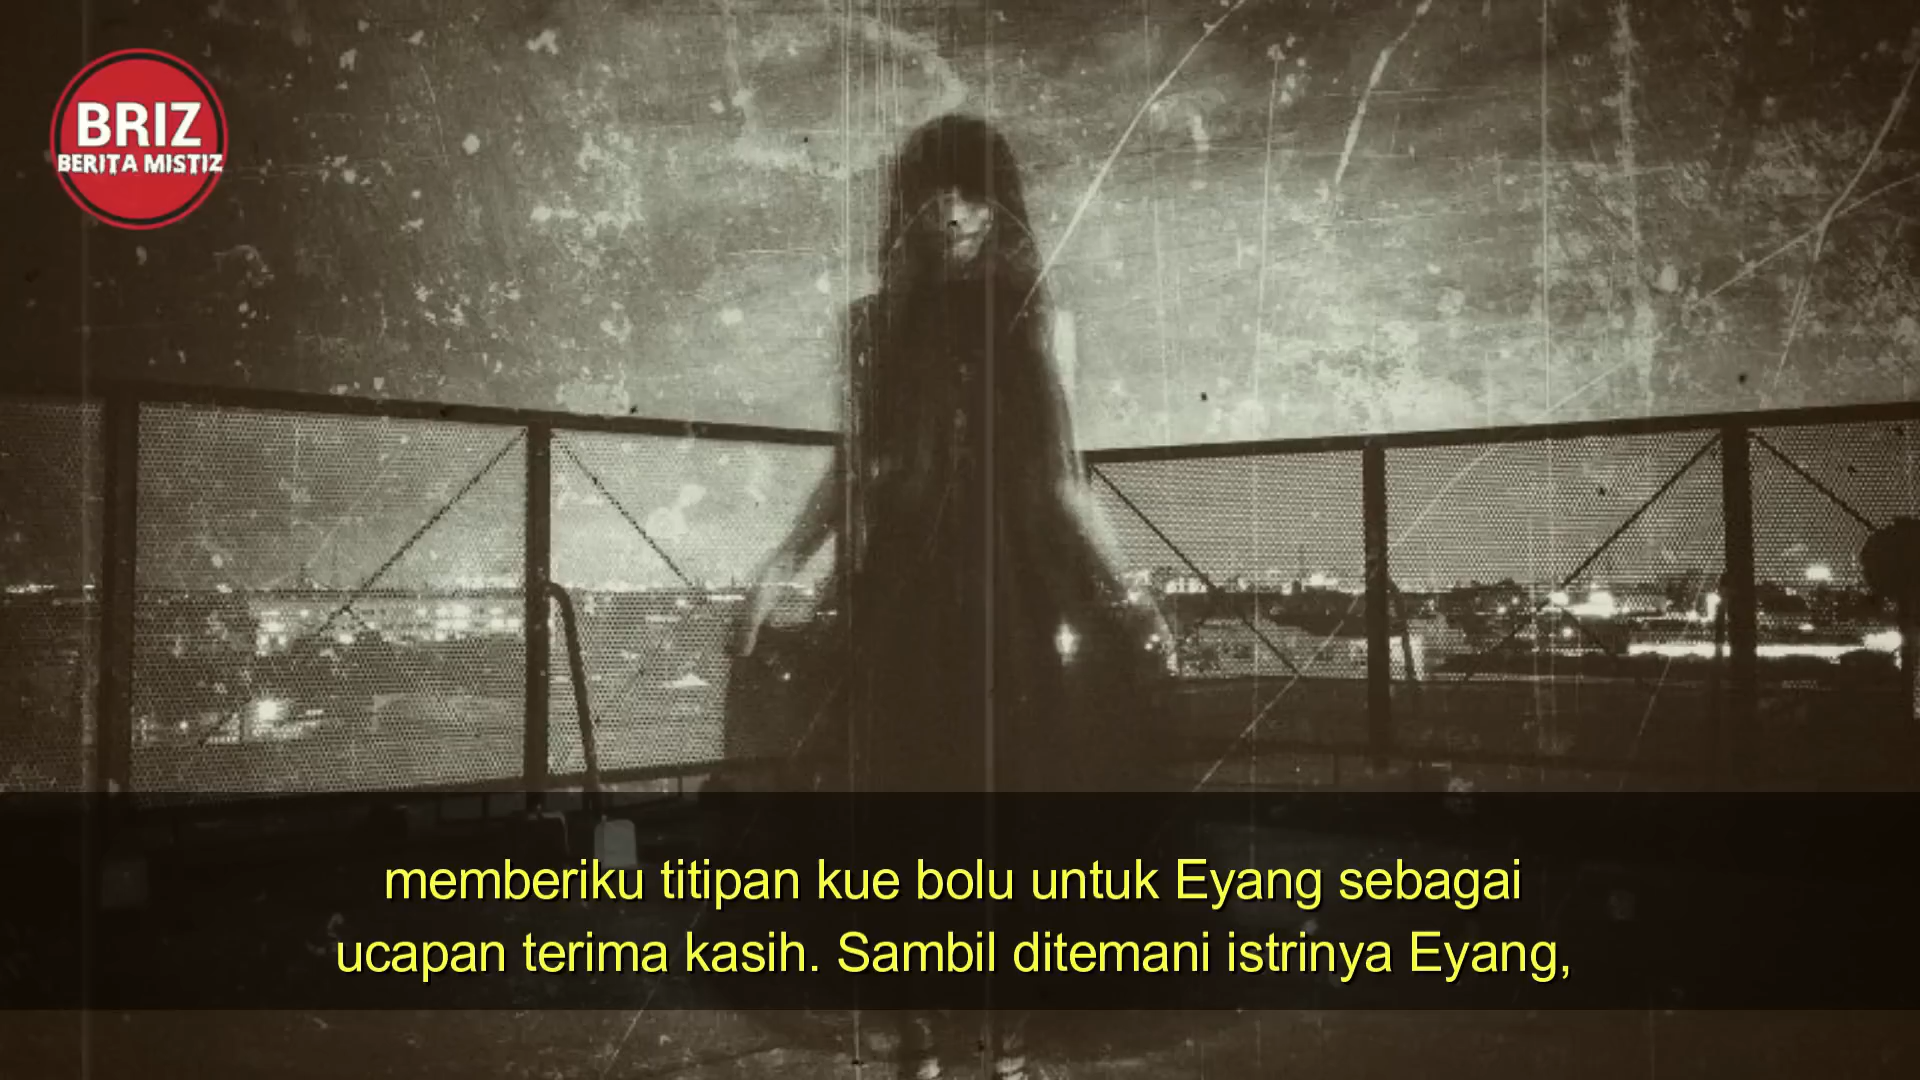 BRIZ
BERITA MISTIZ
memberiku titipan kue bolu untuk Eyang sebagai
ucapan terima kasih. Sambil ditemani istrinya Eyang,